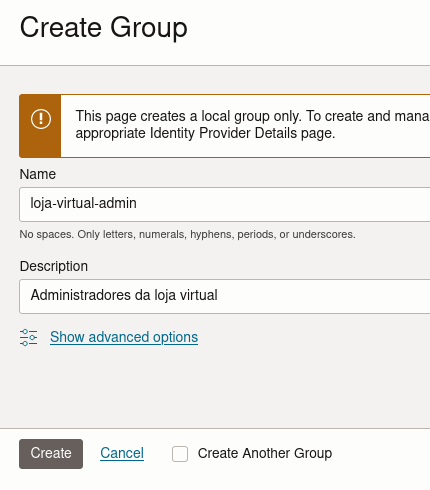 Create Group
This page creates a local group only. To create and mana
appropriate Identity Provider Details page.
Name
loja-virtual-admin
No spaces. Only letters, numerals, hyphens, periods, or underscores.
Description
Administradores da loja virtual
Show advanced options
Create Cancel Create Another Group